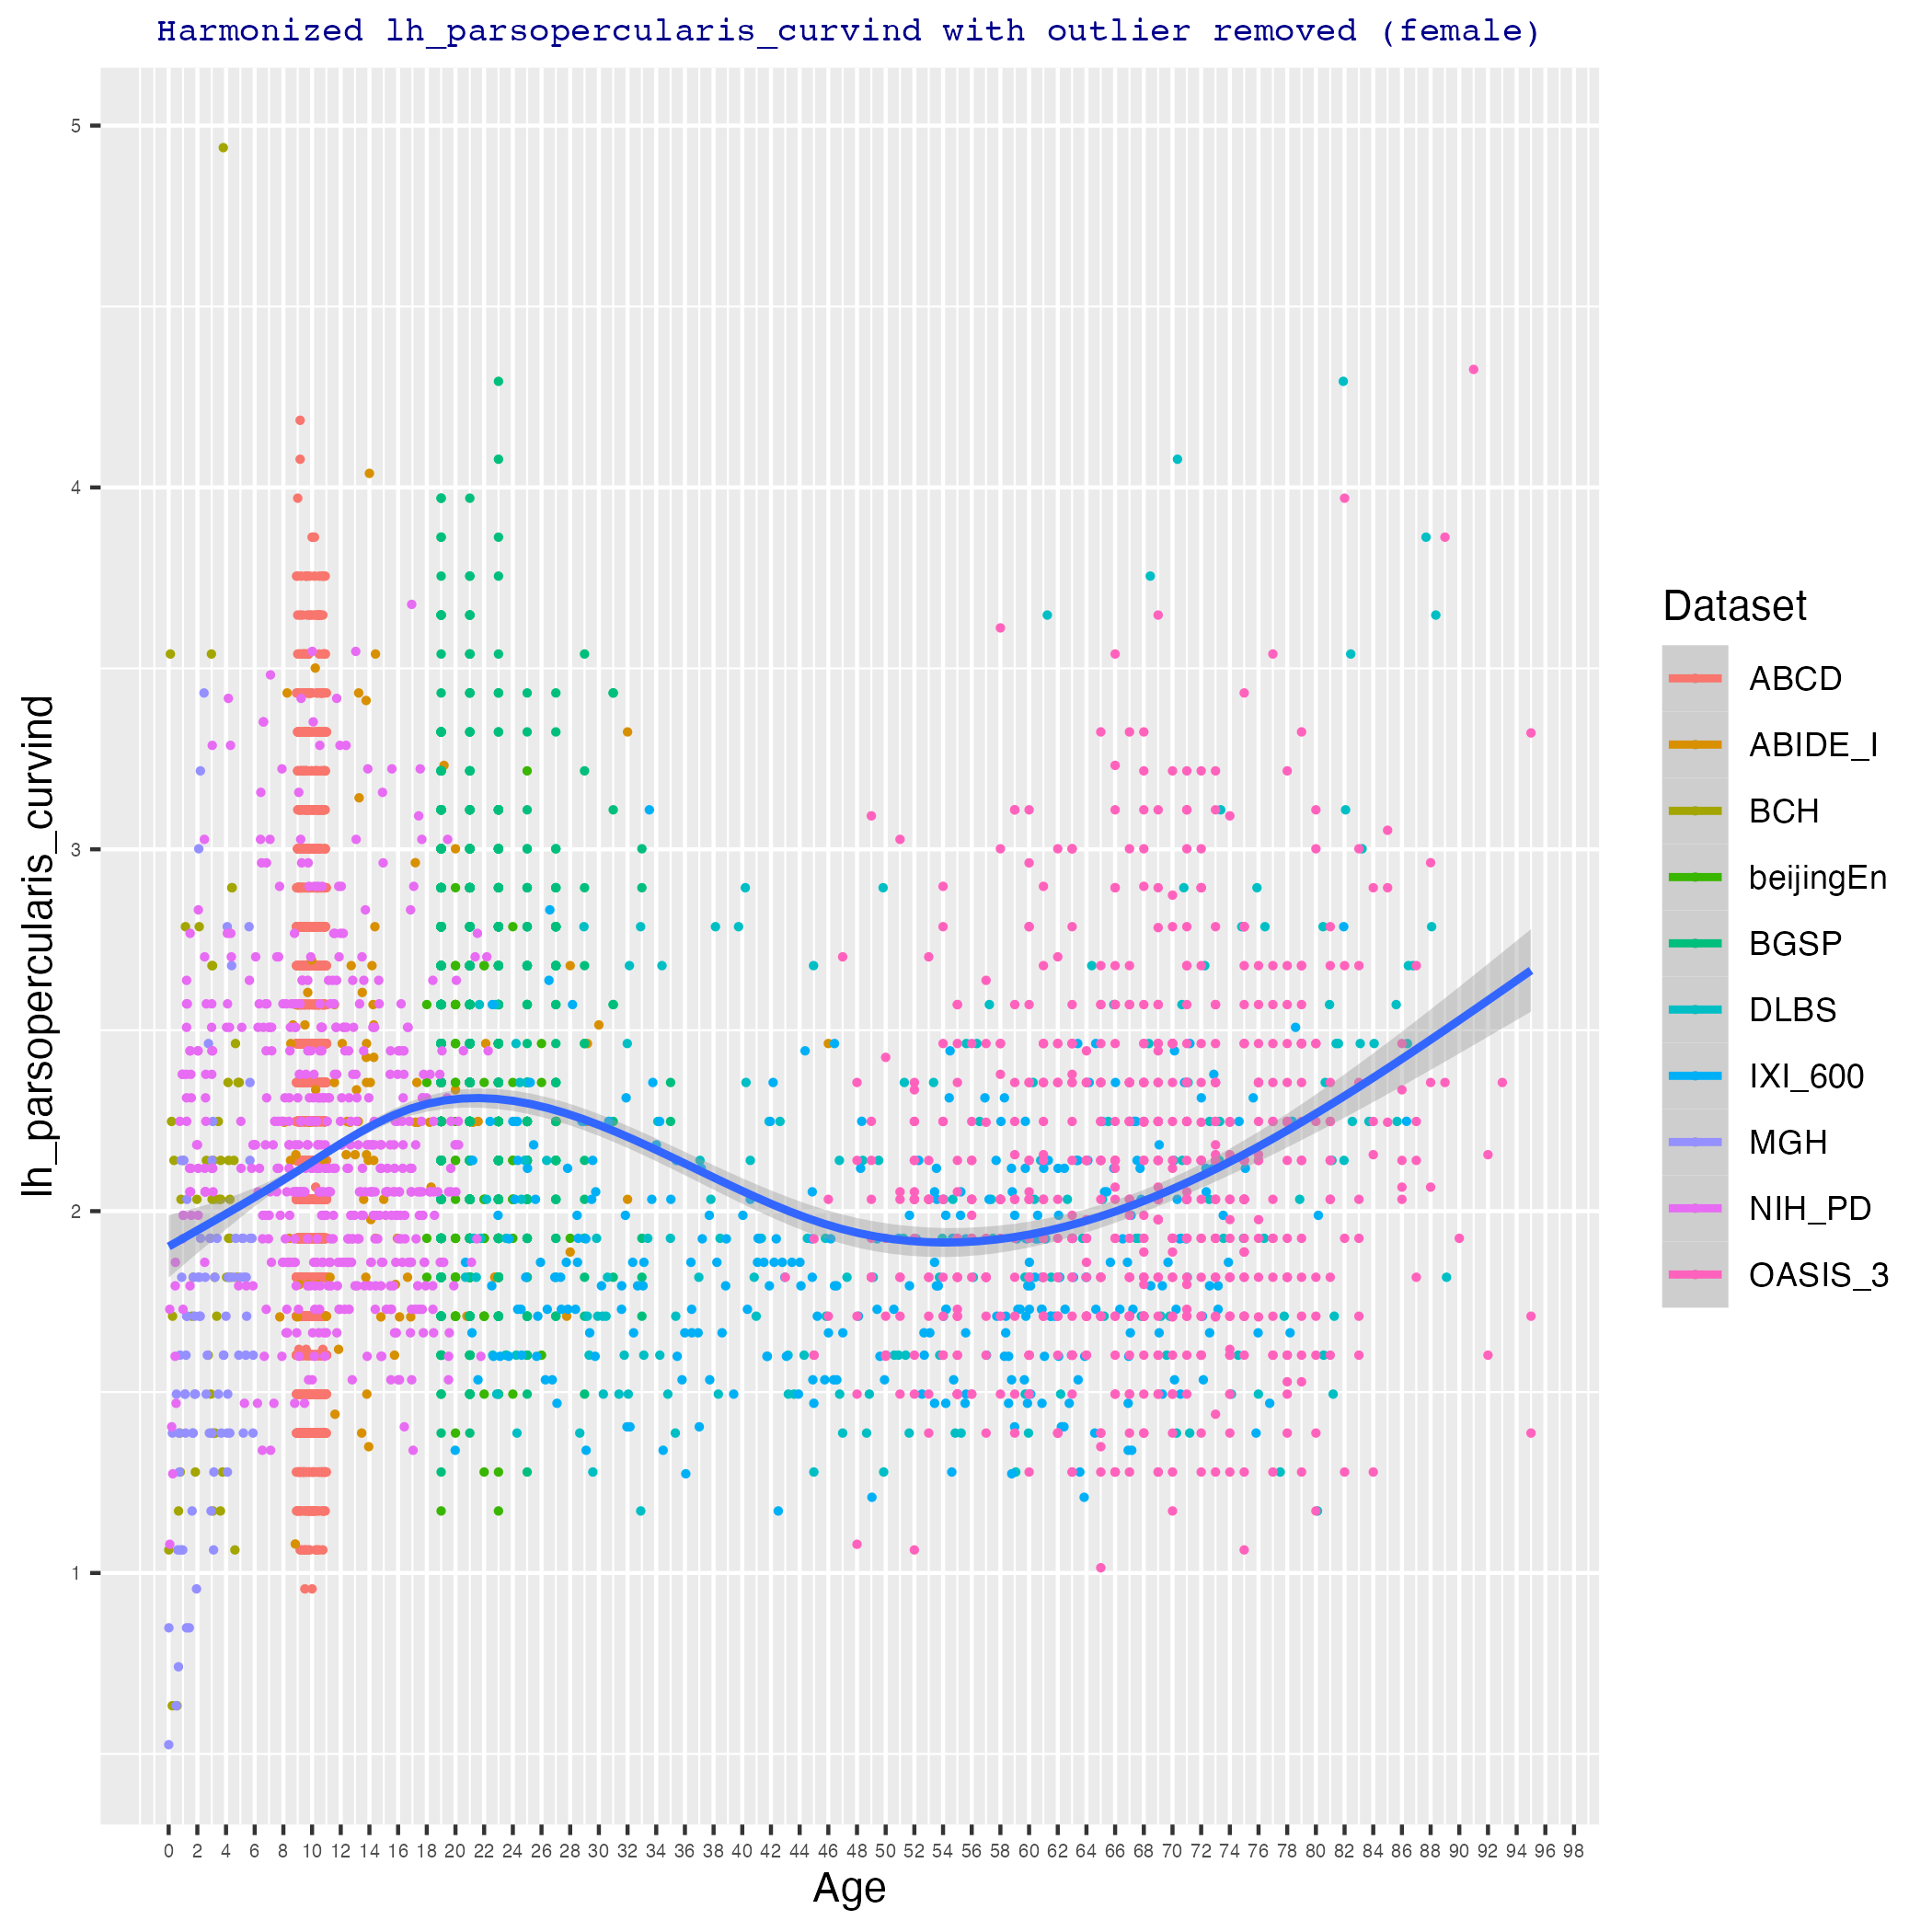 Harmonized lh_parsopercularis_curvind with outlier removed (female)
5
4
3
2
1
lh_parsopercularis_curvind
0 2 4 6 8 10 12 14 16 18 20 22 24 26 28 30 32 34 36 38 40 42 44 46 48 50 52 54 56 58 60 62 64 66 68 70 72 74 76 78 80 82 84 86 88 90 92 94 96 98
Age
Dataset
ABCD
ABIDE_I
BCH
beijingEn
BGSP
DLBS
IXI_600
MGH
NIH_PD
OASIS_3